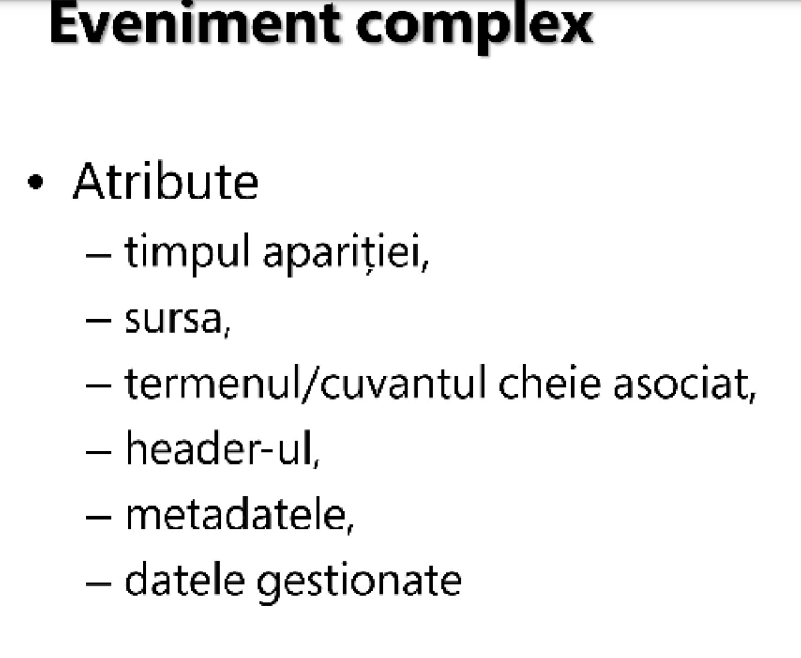 Eveniment complex
• Atribute
– timpul apariției,
– sursa,
– termenul/cuvantul cheie asociat,
– header-ul,
– metadatele,
– datele gestionate